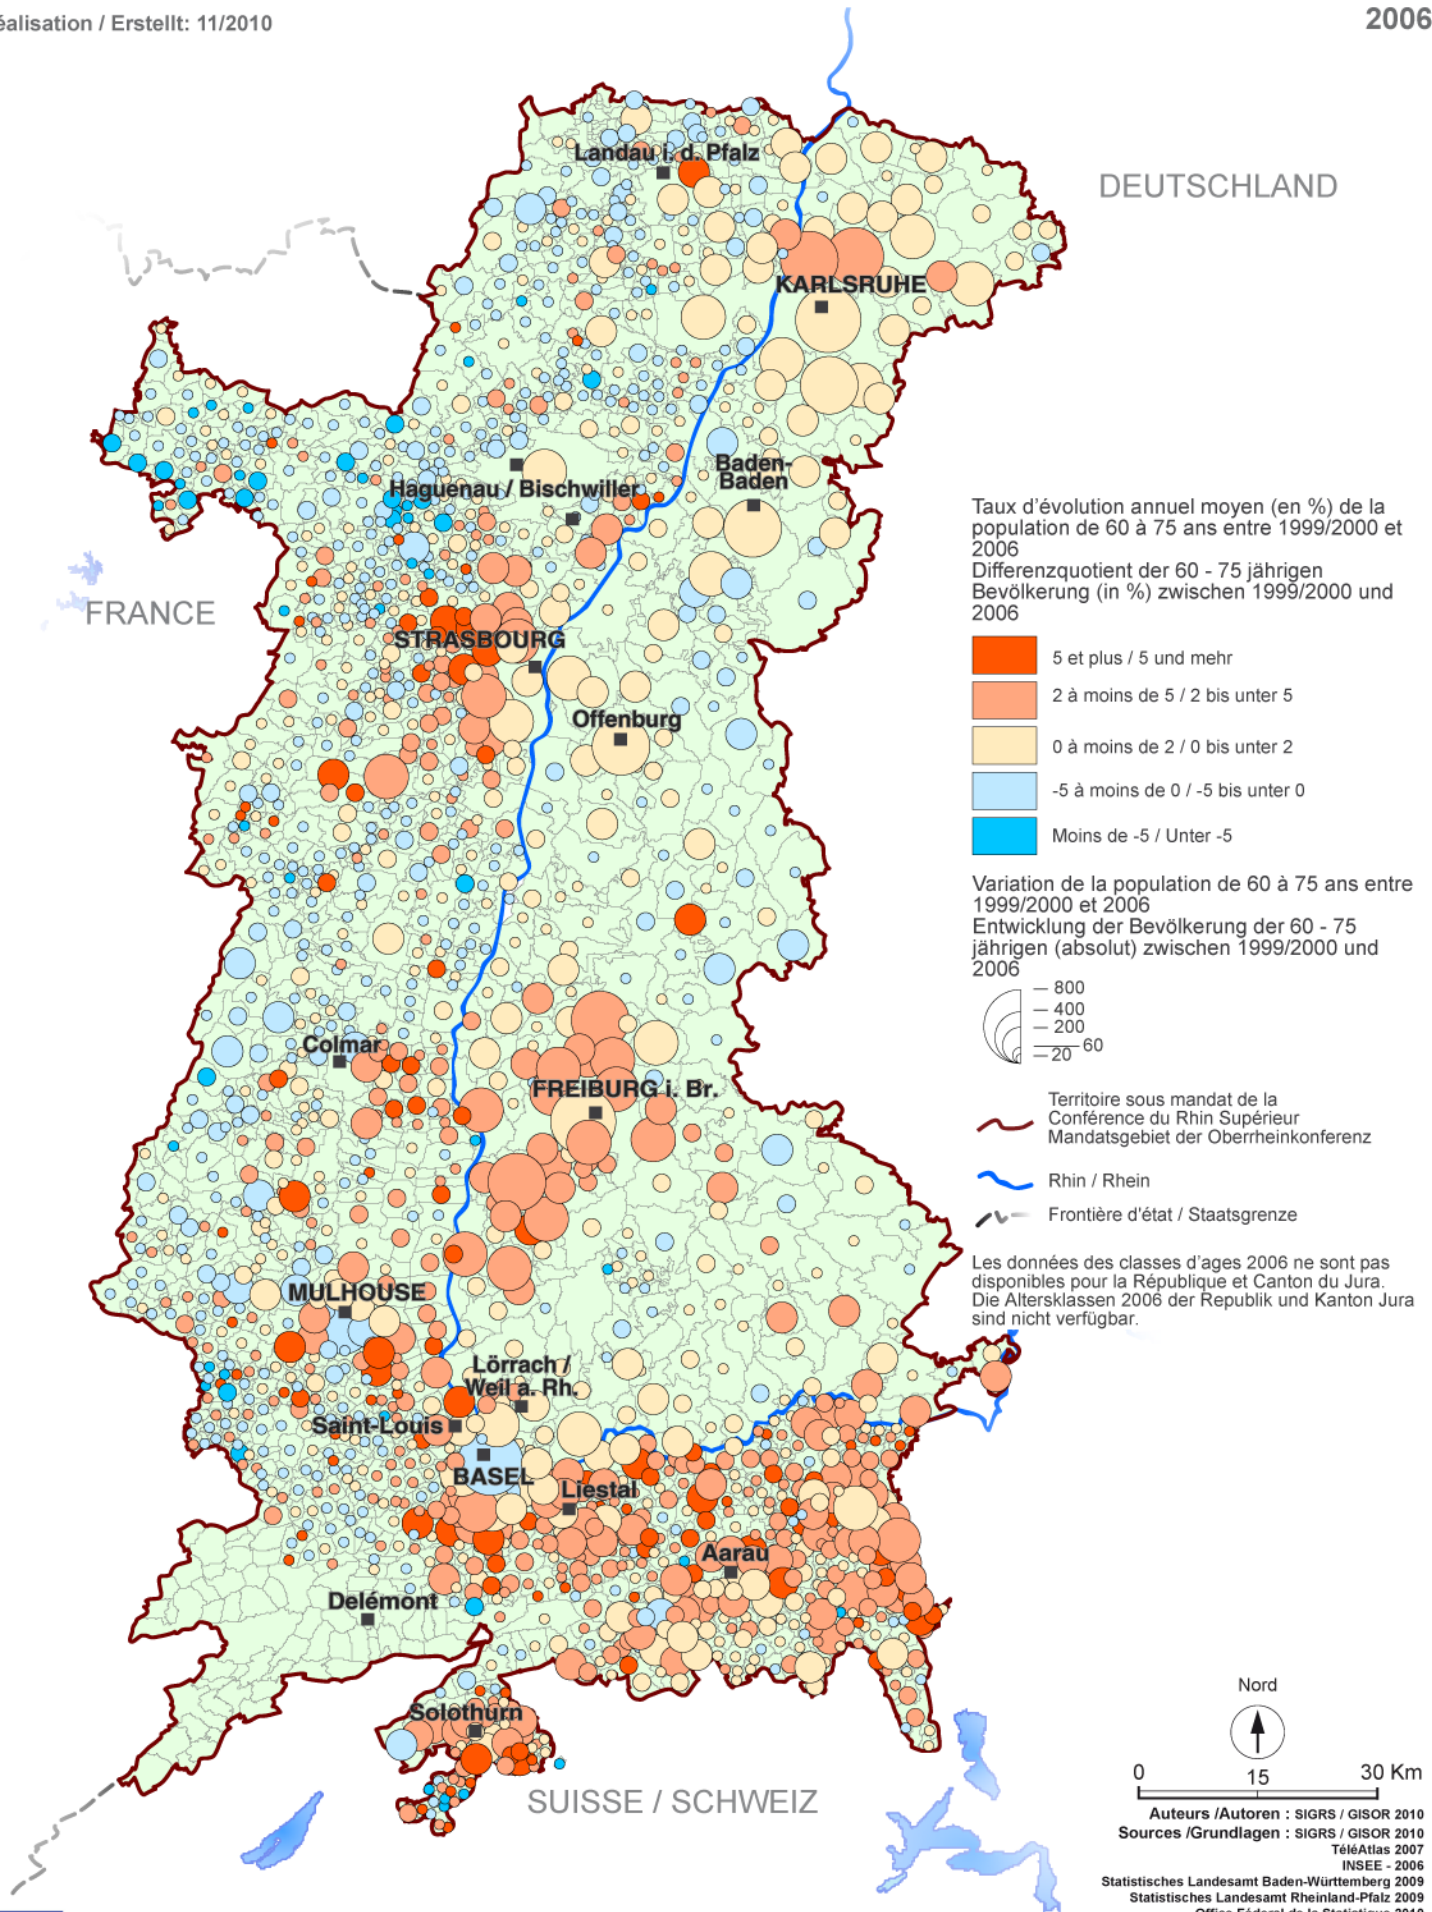 éalisation / Erstellt: 11/2010
2006
DEUTSCHLAND
Landau i. d. Pfalz
KARLSRUHE
Baden-
Baden
Haguenau / Bischwiller
FRANCE
STRASBOURG
Offenburg
Colmar
FREIBURG i. Br.
MULHOUSE
Lörrach /
Weil a. Rh.
Saint-Louis
BASEL
Liestal
Aarau
Delémont
Solothurn
SUISSE / SCHWEIZ
Taux d'évolution annuel moyen (en %) de la
population de 60 à 75 ans entre 1999/2000 et
2006
Differenzquotient der 60 - 75 jährigen
Bevölkerung (in %) zwischen 1999/2000 und
2006
5 et plus / 5 und mehr
2 à moins de 5 / 2 bis unter 5
0 à moins de 2 / 0 bis unter 2
-5 à moins de 0 / -5 bis unter 0
Moins de -5 / Unter -5
Variation de la population de 60 à 75 ans entre
1999/2000 et 2006
Entwicklung der Bevölkerung der 60 - 75
jährigen (absolut) zwischen 1999/2000 und
2006
800
400
200
60
20
Territoire sous mandat de la
Conférence du Rhin Supérieur
Mandatsgebiet der Oberrheinkonferenz
Rhin / Rhein
Frontière d'état / Staatsgrenze
Les données des classes d'ages 2006 ne sont pas
disponibles pour la République et Canton du Jura.
Die Altersklassen 2006 der Republik und Kanton Jura
sind nicht verfügbar.
Nord
0 15 30 Km
Auteurs /Autoren : SIGRS / GISOR 2010
Sources /Grundlagen : SIGRS / GISOR 2010
TéléAtlas 2007
INSEE - 2006
Statistisches Landesamt Baden-Württemberg 2009
Statistisches Landesamt Rheinland-Pfalz 2009
Office Fédéral de la Statistique 2010